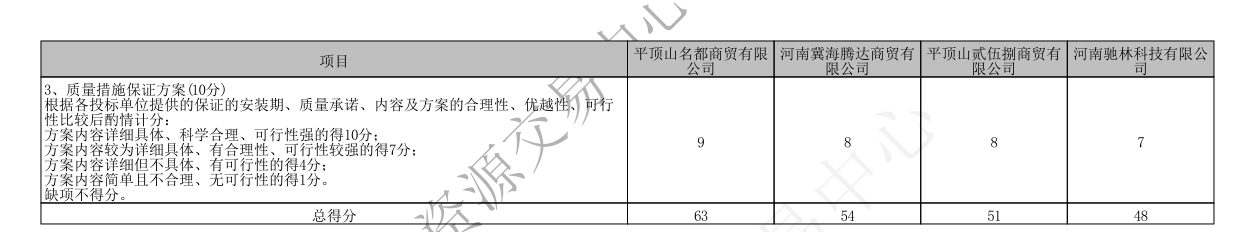 项目
平顶山名都商贸有限
公司
河南冀海腾达商贸有
限公司
平顶山贰伍捌商贸有
限公司
河南驰林科技有限公
司
3、质量措施保证方案(10分)
根据各投标单位提供的保证的安装期、质量承诺、内容及方案的合理性、优越性、可行
性比较后酌情计分：
方案内容详细具体、科学合理、可行性强的得10分；
方案内容较为详细具体、有合理性、可行性较强的得7分；
方案内容详细但不具体、有可行性的得4分；
方案内容简单且不合理、无可行性的得1分。
缺项不得分。
9
8
8
7
总得分
63
54
51
48
资源交易中心
易中心